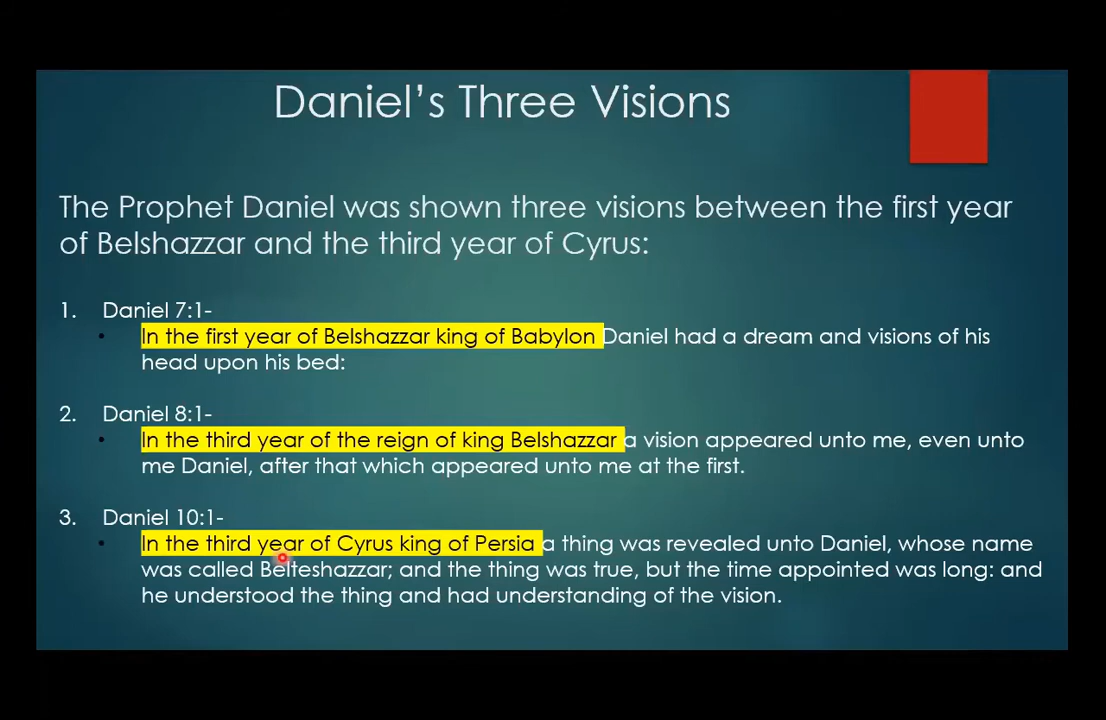 Daniel’s Three Visions
The Prophet Daniel was shown three visions between the first year
of Belshazzar and the third year of Cyrus:
1. Daniel 7:1-
• In the first year of Belshazzar king of Babylon Daniel had a dream and visions of his
head upon his bed:
2. Daniel 8:1-
• In the third year of the reign of king Belshazzar a vision appeared unto me, even unto
me Daniel, after that which appeared unto me at the first.
3. Daniel 10:1-
• In the third year of Cyrus king of Persia a thing was revealed unto Daniel, whose name
was called Belteshazzar; and the thing was true, but the time appointed was long: and
he understood the thing and had understanding of the vision.